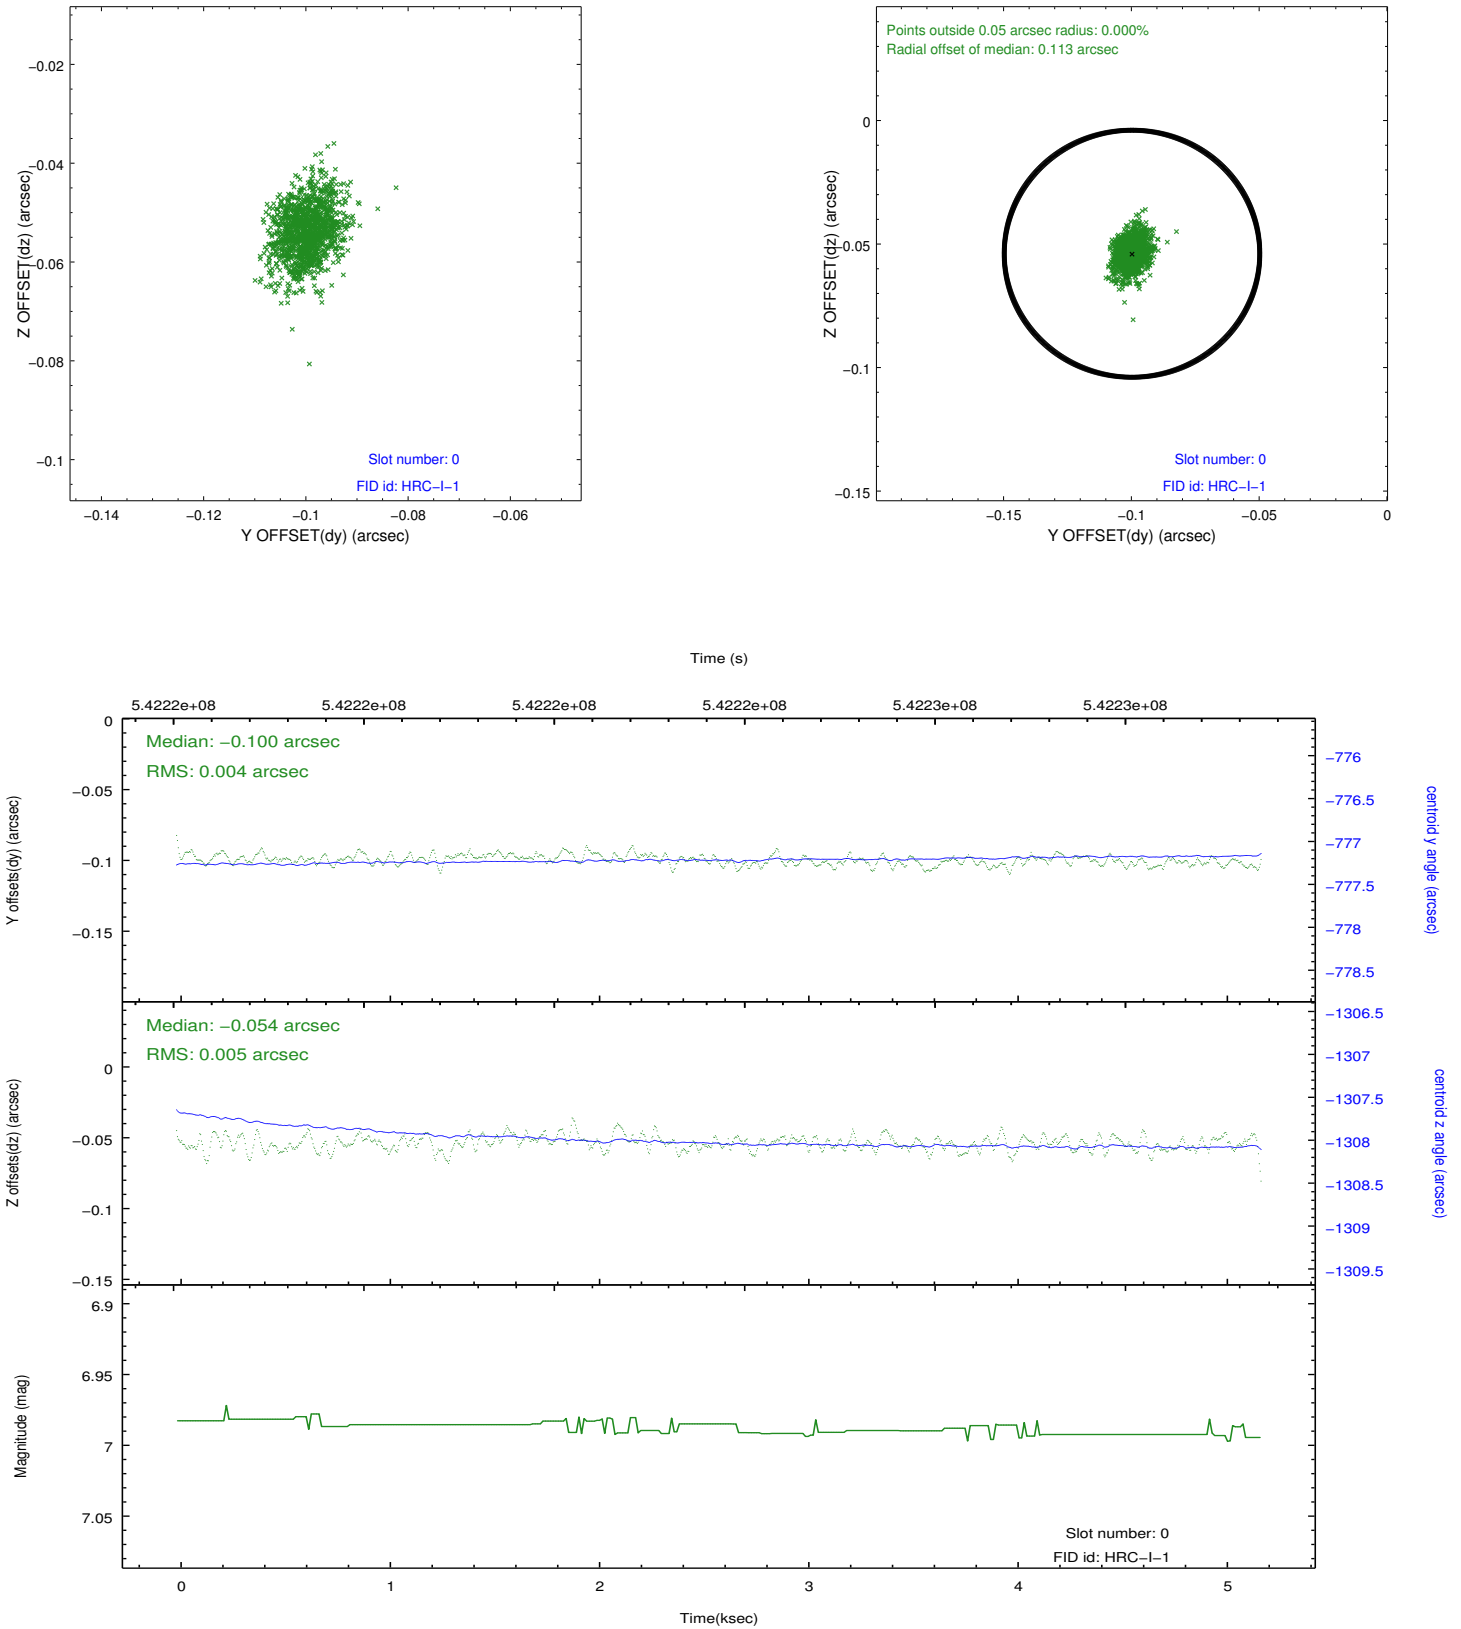 −0.02
−0.04
−0.06
−0.08
−0.1
Z OFFSET(dz) (arcsec)
Slot number: 0
FID id: HRC−I−1
−0.14
−0.12
−0.1
−0.08
−0.06
Y OFFSET(dy) (arcsec)
Points outside 0.05 arcsec radius: 0.000%
Radial offset of median: 0.113 arcsec
0
−0.05
−0.1
−0.15
Z OFFSET(dz) (arcsec)
Slot number: 0
FID id: HRC−I−1
−0.15
−0.1
−0.05
0
Y OFFSET(dy) (arcsec)
Time (s)
5.4222e+08
5.4222e+08
5.4222e+08
5.4222e+08
5.4223e+08
5.4223e+08
Median: −0.100 arcsec
RMS: 0.004 arcsec
0
−0.05
−0.1
−0.15
Y offsets(dy) (arcsec)
−776
−776.5
−777
−777.5
−778
−778.5
centroid y angle (arcsec)
Median: −0.054 arcsec
RMS: 0.005 arcsec
0
−0.05
−0.1
−0.15
Z offsets(dz) (arcsec)
−1306.5
−1307
−1307.5
−1308
−1308.5
−1309
−1309.5
centroid z angle (arcsec)
6.9
6.95
7
7.05
Magnitude (mag)
Slot number: 0
FID id: HRC−I−1
0
1
2
3
4
5
Time(ksec)